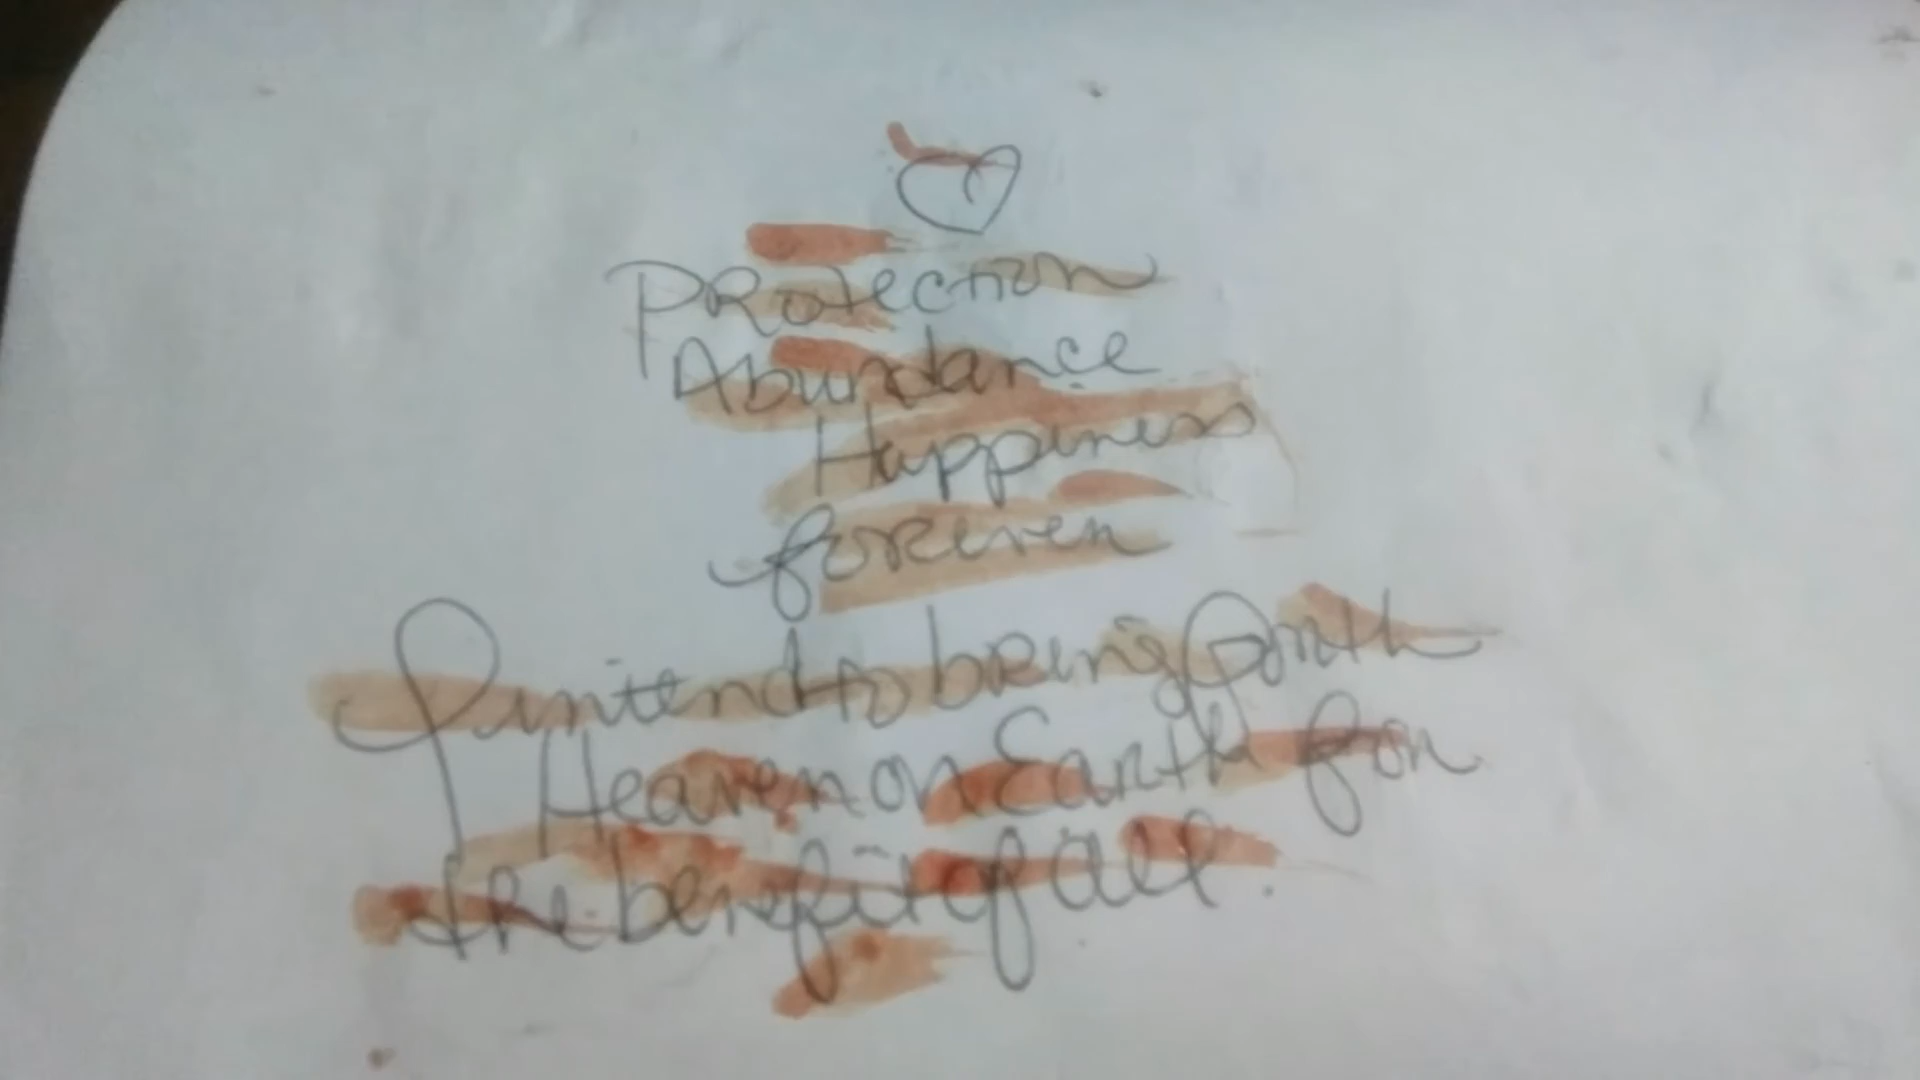 PROtection
Abundance
Happiness
foReveR
I intend to bRing foRth
Heaven on EaRth foR
the benefit of all.